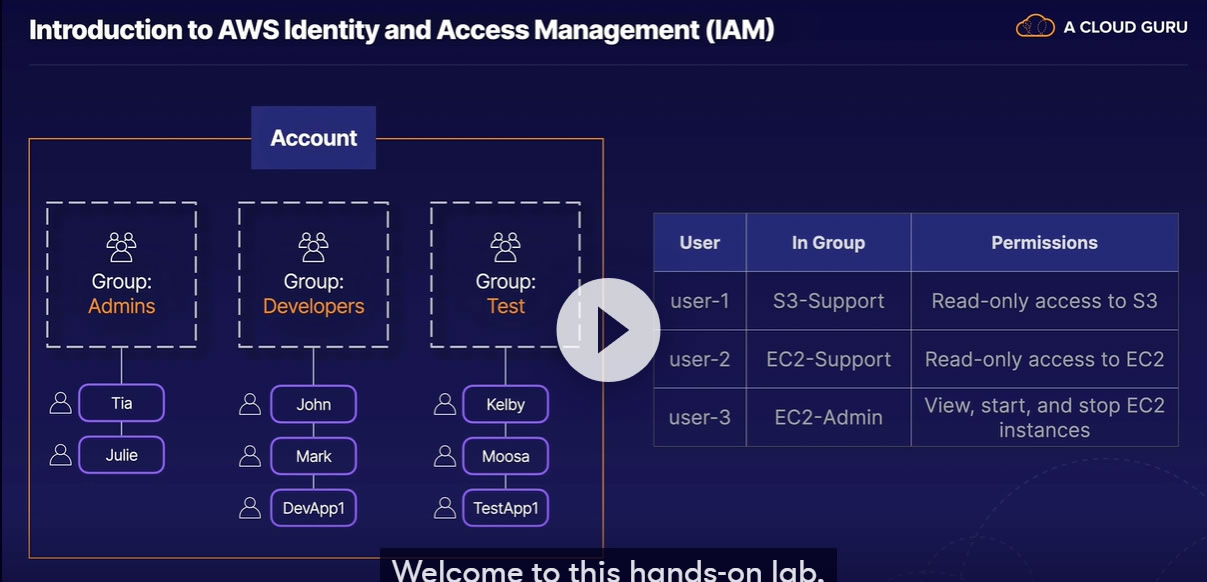 Introduction to AWS Identity and Access Management (IAM)
A CLOUD GURU
Account
Group:
Admins
Group:
Developers
Group:
Test
Tia
Julie
John
Mark
DevApp1
Kelby
Moosa
TestApp1
User In Group Permissions
user-1 S3-Support Read-only access to S3
user-2 EC2-Support Read-only access to EC2
user-3 EC2-Admin View, start, and stop EC2
instances
Welcome to this hands-on lab.